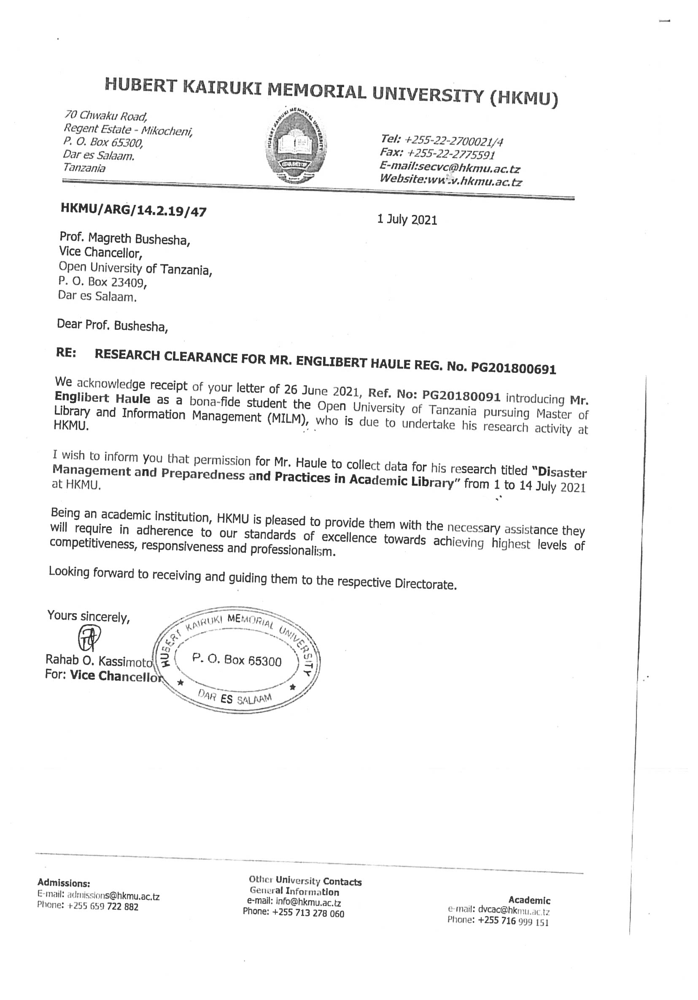 HUBERT KAIRUKI MEMORIAL UNIVERSITY (HKMU)
70 Chwaku Road,
Regent Estate - Mikocheni,
P. O. Box 65300,
Dar es Salaam.
Tanzania
HUBERT KAIRUKI MEMORIAL UNIVERSITY
Tel: +255-22-2700021/4
Fax: +255-22-2775591
E-mail:secvc@hkmu.ac.tz
Website:www.hkmu.ac.tz
HKMU/ARG/14.2.19/47
1 July 2021
Prof. Magreth Bushesha,
Vice Chancellor,
Open University of Tanzania,
P. O. Box 23409,
Dar es Salaam.
Dear Prof. Bushesha,
RE: RESEARCH CLEARANCE FOR MR. ENGLIBERT HAULE REG. No. PG201800691
We acknowledge receipt of your letter of 26 June 2021, Ref. No: PG20180091 introducing Mr.
Englibert Haule as a bona-fide student the Open University of Tanzania pursuing Master of
Library and Information Management (MILM), who is due to undertake his research activity at
HKMU.
I wish to inform you that permission for Mr. Haule to collect data for his research titled "Disaster
Management and Preparedness and Practices in Academic Library" from 1 to 14 July 2021
at HKMU.
Being an academic institution, HKMU is pleased to provide them with the necessary assistance they
will require in adherence to our standards of excellence towards achieving highest levels of
competitiveness, responsiveness and professionalism.
Looking forward to receiving and guiding them to the respective Directorate.
Yours sincerely,
Rahab O. Kassimoto
For: Vice Chancellor
HUBERT KAIRUKI MEMORIAL UNIVERSITY
P. O. Box 65300
DAR ES SALAAM
Admissions:
E-mail: admissions@hkmu.ac.tz
Phone: +255 659 722 882
Other University Contacts
General Information
e-mail: info@hkmu.ac.tz
Phone: +255 713 278 060
Academic
e-mail: dvcac@hkmu.ac.tz
Phone: +255 716 999 151